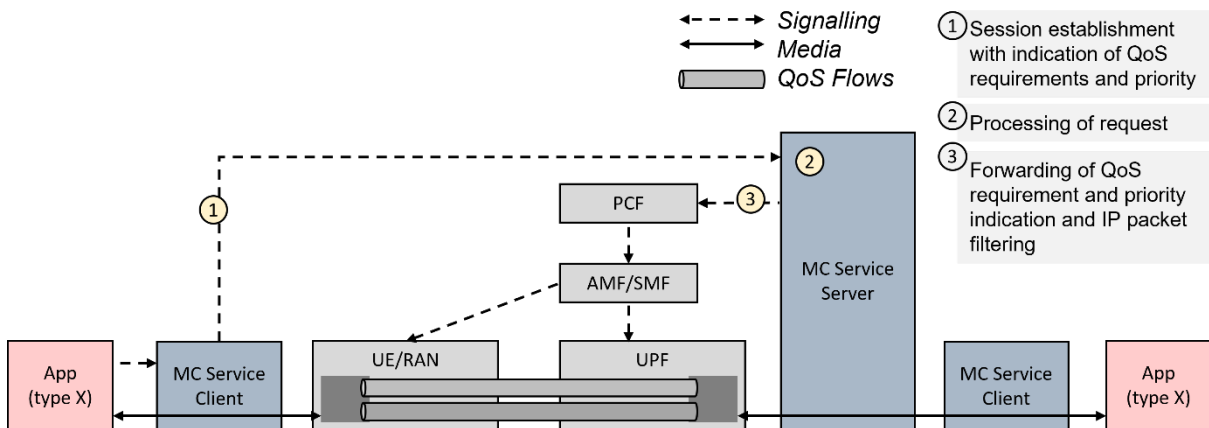 Signalling
Media
QoS Flows
1 Session establishment
with indication of QoS
requirements and priority
2 Processing of request
3 Forwarding of QoS
requirement and priority
indication and IP packet
filtering
1
2
3
PCF
AMF/SMF
MC Service
Server
App
(type X)
MC Service
Client
UE/RAN
UPF
MC Service
Client
App
(type X)